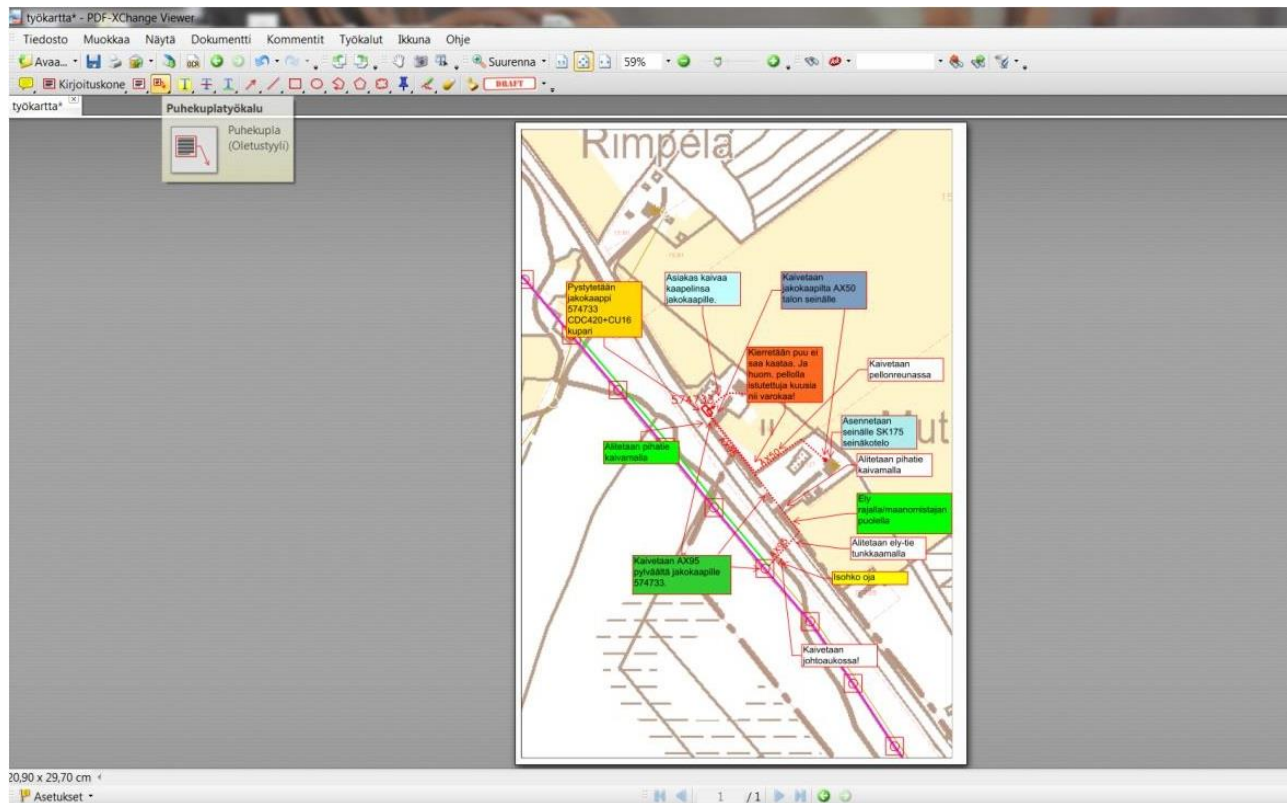 työkartta* - PDF-XChange Viewer
Tiedosto Muokkaa Näytä Dokumentti Kommentit Työkalut Ikkuna Ohje
Avaa... OCR Suurenna 59%
Kirjoituskone DRAFT
työkartta*
Puhekuplatyökalu
Puhekupla
(Oletustyyli)
Rimpelä
Asiakas kaivaa
kaapelinsa
jakokaapille.
Kaivetaan
jakokaapilta AX50
talon seinälle
Pystytetään
jakokaappi
574733
CDC420+CU16
kupari
Kierretään puu ei
saa kaataa. Ja
huom. pellolla
istutettuja kuusia
nii varokaa!
Kaivetaan
pellonreunassa
574733
Asennetaan
seinälle SK175
seinäkotelo
Mut
Alitetaan pihatie
kaivamalla
AX50
Alitetaan pihatie
kaivamalla
Ely
rajalla/maanomistajan
puolella
Alitetaan ely-tie
tunkkaamalla
AX95
Kaivetaan AX95
pylväältä jakokaapille
574733.
Isohko oja
Kaivetaan
johtoaukossa!
20,90 x 29,70 cm
Asetukset
1 / 1